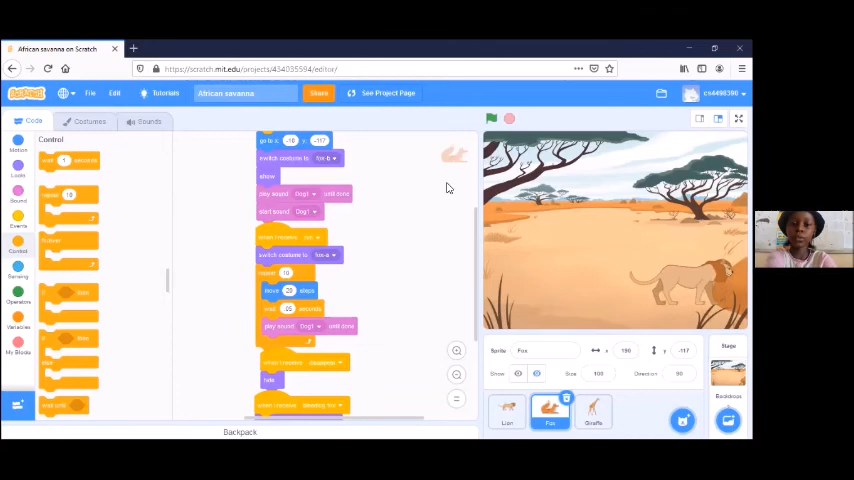 African savanna on Scratch
https://scratch.mit.edu/projects/434035594/editor/
SCRATCH
File
Edit
Tutorials
African savanna
Share
See Project Page
cn4498390
Code
Costumes
Sounds
Motion
Looks
Sound
Events
Control
Sensing
Operators
Variables
My Blocks
Control
wait 1 seconds
repeat 10
forever
if then
if then
else
wait until
go to x: -10 y: -117
switch costume to fox-b
show
play sound Dog1 until done
start sound Dog1
when I receive
switch costume to fox-a
repeat 10
move 20 steps
wait .05 seconds
play sound Dog1 until done
when I receive
hide
when I receive
Backpack
Sprite Fox x 190 y -117
Show Size 100 Direction 90
Lion
Fox
Giraffe
Stage
Backdrops